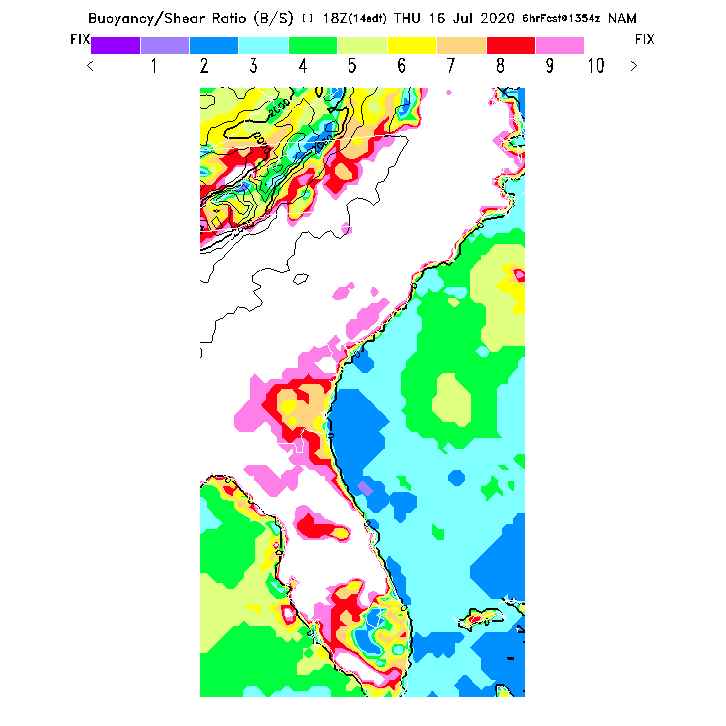 Buoyancy/Shear Ratio (B/S) [] 18Z(14edt) THU 16 Jul 2020 6hrFcst@1354z NAM
FIX FIX
< 1 2 3 4 5 6 7 8 9 10 >
2000